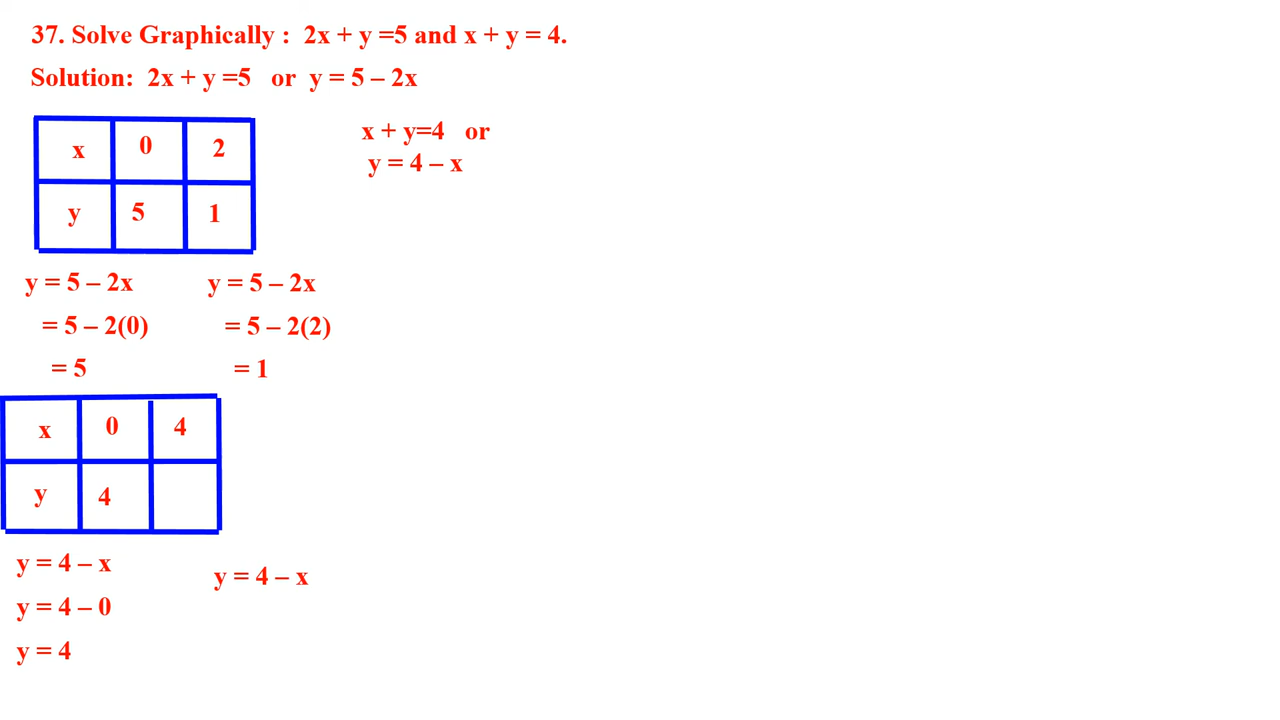 37. Solve Graphically : 2x + y =5 and x + y = 4.
Solution: 2x + y =5 or y = 5 – 2x
x + y=4 or
y = 4 – x
x 0 2
y 5 1
y = 5 – 2x
= 5 – 2(0)
= 5
y = 5 – 2x
= 5 – 2(2)
= 1
x 0 4
y 4
y = 4 – x
y = 4 – 0
y = 4
y = 4 – x